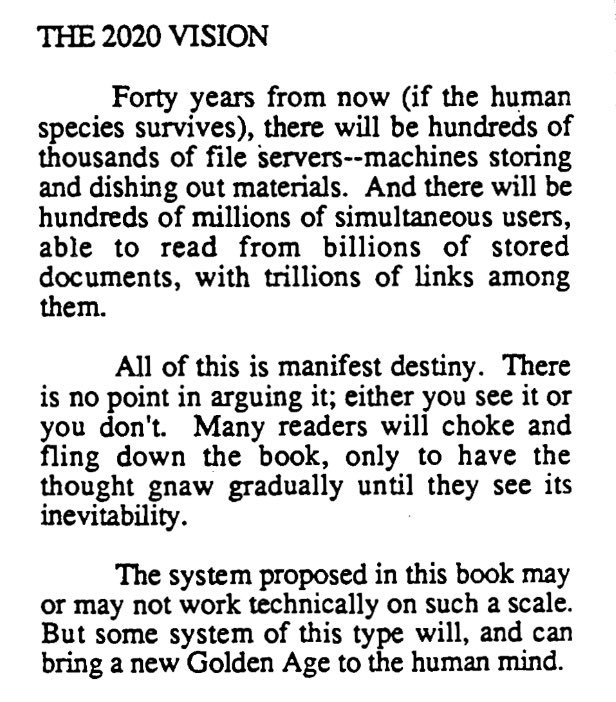 THE 2020 VISION
Forty years from now (if the human
species survives), there will be hundreds of
thousands of file servers--machines storing
and dishing out materials. And there will be
hundreds of millions of simultaneous users,
able to read from billions of stored
documents, with trillions of links among
them.
All of this is manifest destiny. There
is no point in arguing it; either you see it or
you don't. Many readers will choke and
fling down the book, only to have the
thought gnaw gradually until they see its
inevitability.
The system proposed in this book may
or may not work technically on such a scale.
But some system of this type will, and can
bring a new Golden Age to the human mind.